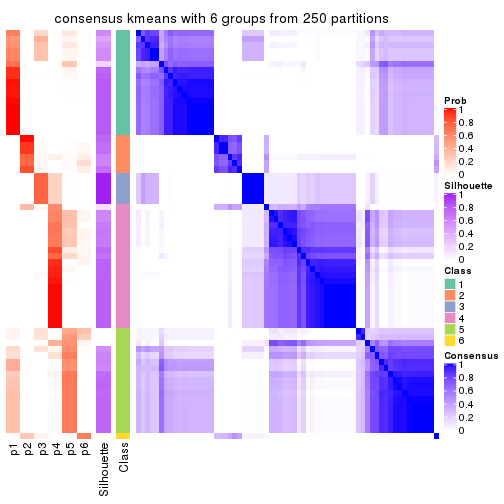 consensus kmeans with 6 groups from 250 partitions
Prob
1
0.8
0.6
0.4
0.2
0
Silhouette
1
0.8
0.6
0.4
0.2
0
Class
1
2
3
4
5
6
Consensus
1
0.8
0.6
0.4
0.2
0
p1
p2
p3
p4
p5
p6
Silhouette
Class